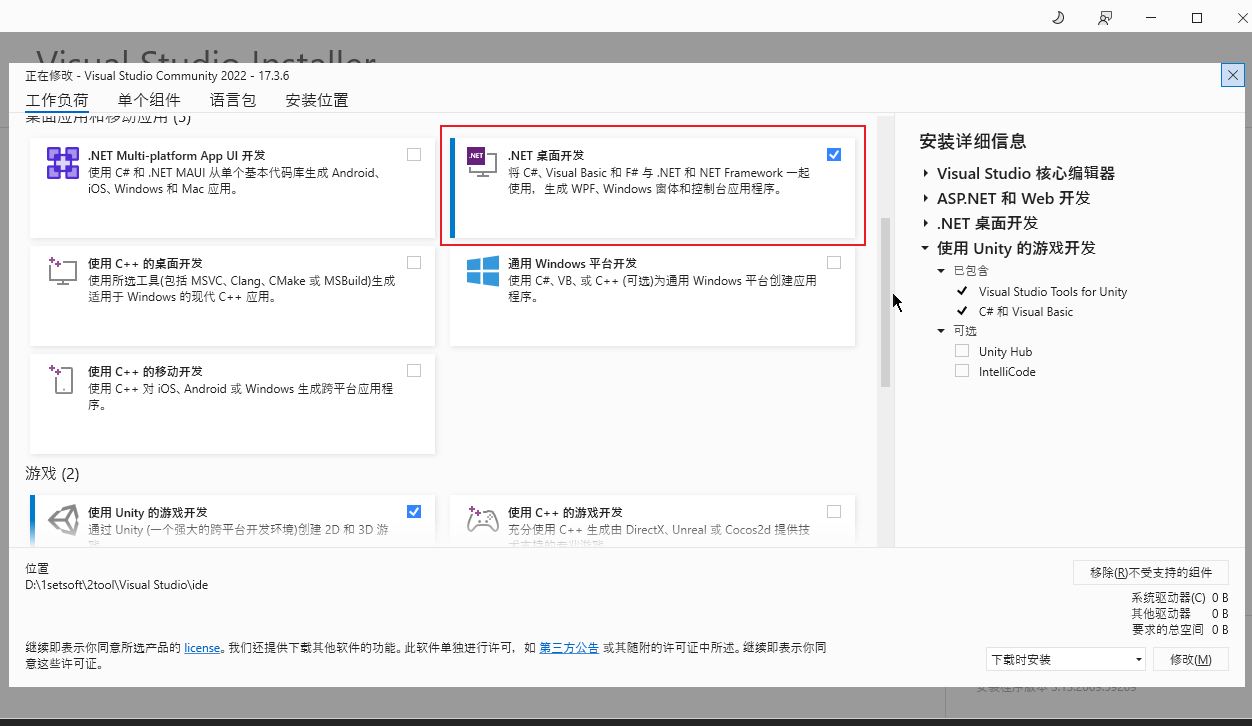 Visual Studio Installer
正在修改 - Visual Studio Community 2022 - 17.3.6
工作负荷 单个组件 语言包 安装位置
桌面应用和移动应用 (5)
.NET Multi-platform App UI 开发
使用 C# 和 .NET MAUI 从单个基本代码库生成 Android、
iOS、Windows 和 Mac 应用。
.NET
.NET 桌面开发
将 C#、Visual Basic 和 F# 与 .NET 和 .NET Framework 一起
使用，生成 WPF、Windows 窗体和控制台应用程序。
使用 C++ 的桌面开发
使用所选工具(包括 MSVC、Clang、CMake 或 MSBuild)生成
适用于 Windows 的现代 C++ 应用。
通用 Windows 平台开发
使用 C#、VB、或 C++ (可选)为通用 Windows 平台创建应用
程序。
使用 C++ 的移动开发
使用 C++ 对 iOS、Android 或 Windows 生成跨平台应用程
序。
游戏 (2)
使用 Unity 的游戏开发
通过 Unity (一个强大的跨平台开发环境)创建 2D 和 3D 游
戏
使用 C++ 的游戏开发
充分使用 C++ 生成由 DirectX、Unreal 或 Cocos2d 提供技
术支持的专业游戏
安装详细信息
Visual Studio 核心编辑器
ASP.NET 和 Web 开发
.NET 桌面开发
使用 Unity 的游戏开发
已包含
Visual Studio Tools for Unity
C# 和 Visual Basic
可选
Unity Hub
IntelliCode
位置
D:\1setsoft\2tool\Visual Studio\ide
移除(R)不受支持的组件
系统驱动器(C) 0 B
其他驱动器 0 B
要求的总空间 0 B
继续即表示你同意所选产品的 license。我们还提供下载其他软件的功能。此软件单独进行许可，如 第三方公告 或其随附的许可证中所述。继续即表示你同
意这些许可证。
下载时安装 修改(M)
安装程序版本 3.13.2069.59209